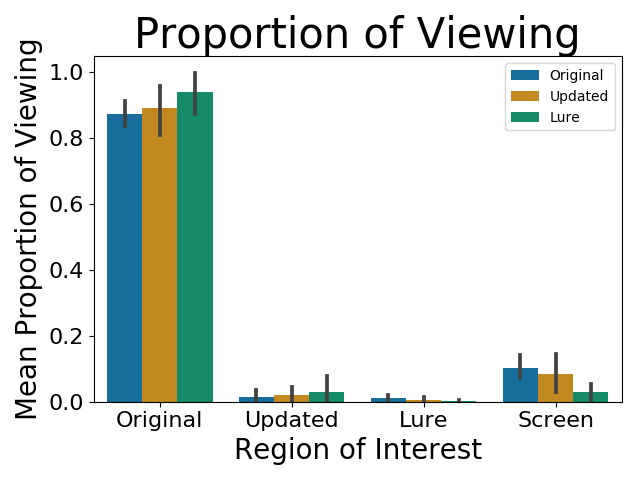 Proportion of Viewing
Mean Proportion of Viewing
1.0
0.8
0.6
0.4
0.2
0.0
Original
Updated
Lure
Original
Updated
Lure
Screen
Region of Interest